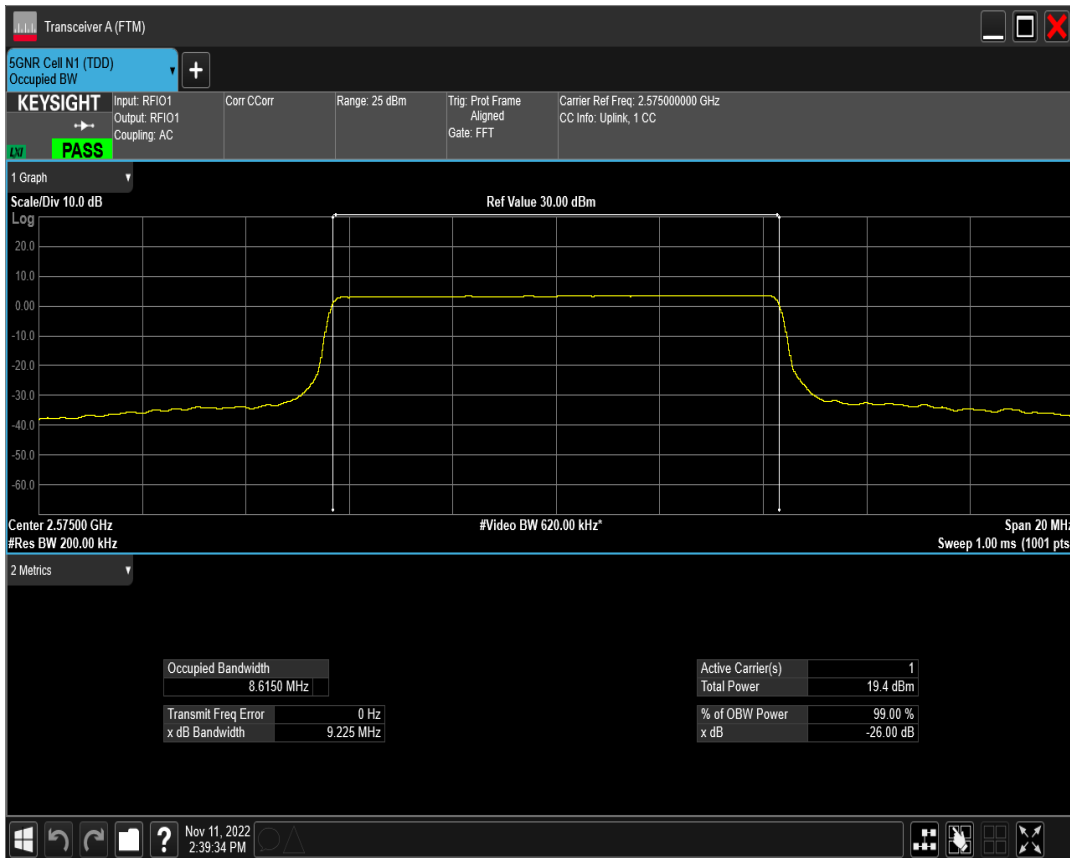 Transceiver A (FTM)
5GNR Cell N1 (TDD)
Occupied BW
+
KEYSIGHT
LXI
PASS
Input: RFIO1
Output: RFIO1
Coupling: AC
Corr CCorr
Range: 25 dBm
Trig: Prot Frame
Aligned
Gate: FFT
Carrier Ref Freq: 2.575000000 GHz
CC Info: Uplink, 1 CC
1 Graph
Scale/Div 10.0 dB
Ref Value 30.00 dBm
Log
20.0
10.0
0.00
-10.0
-20.0
-30.0
-40.0
-50.0
-60.0
Center 2.57500 GHz
#Video BW 620.00 kHz*
Span 20 MHz
#Res BW 200.00 kHz
Sweep 1.00 ms (1001 pts
2 Metrics
Occupied Bandwidth
8.6150 MHz
Transmit Freq Error 0 Hz
x dB Bandwidth 9.225 MHz
Active Carrier(s) 1
Total Power 19.4 dBm
% of OBW Power 99.00 %
x dB -26.00 dB
?
Nov 11, 2022
2:39:34 PM